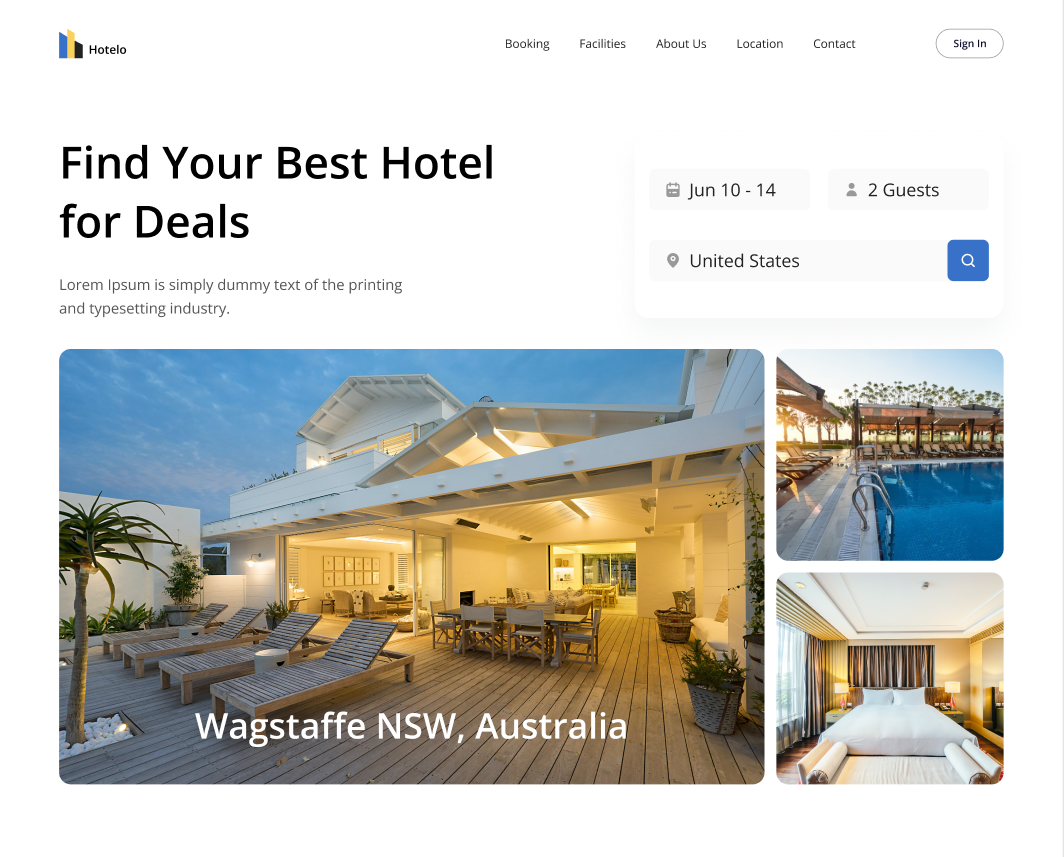 Hotelo
Booking
Facilities
About Us
Location
Contact
Sign In
Find Your Best Hotel
for Deals
Lorem Ipsum is simply dummy text of the printing
and typesetting industry.
Jun 10 - 14
2 Guests
United States
Wagstaffe NSW, Australia